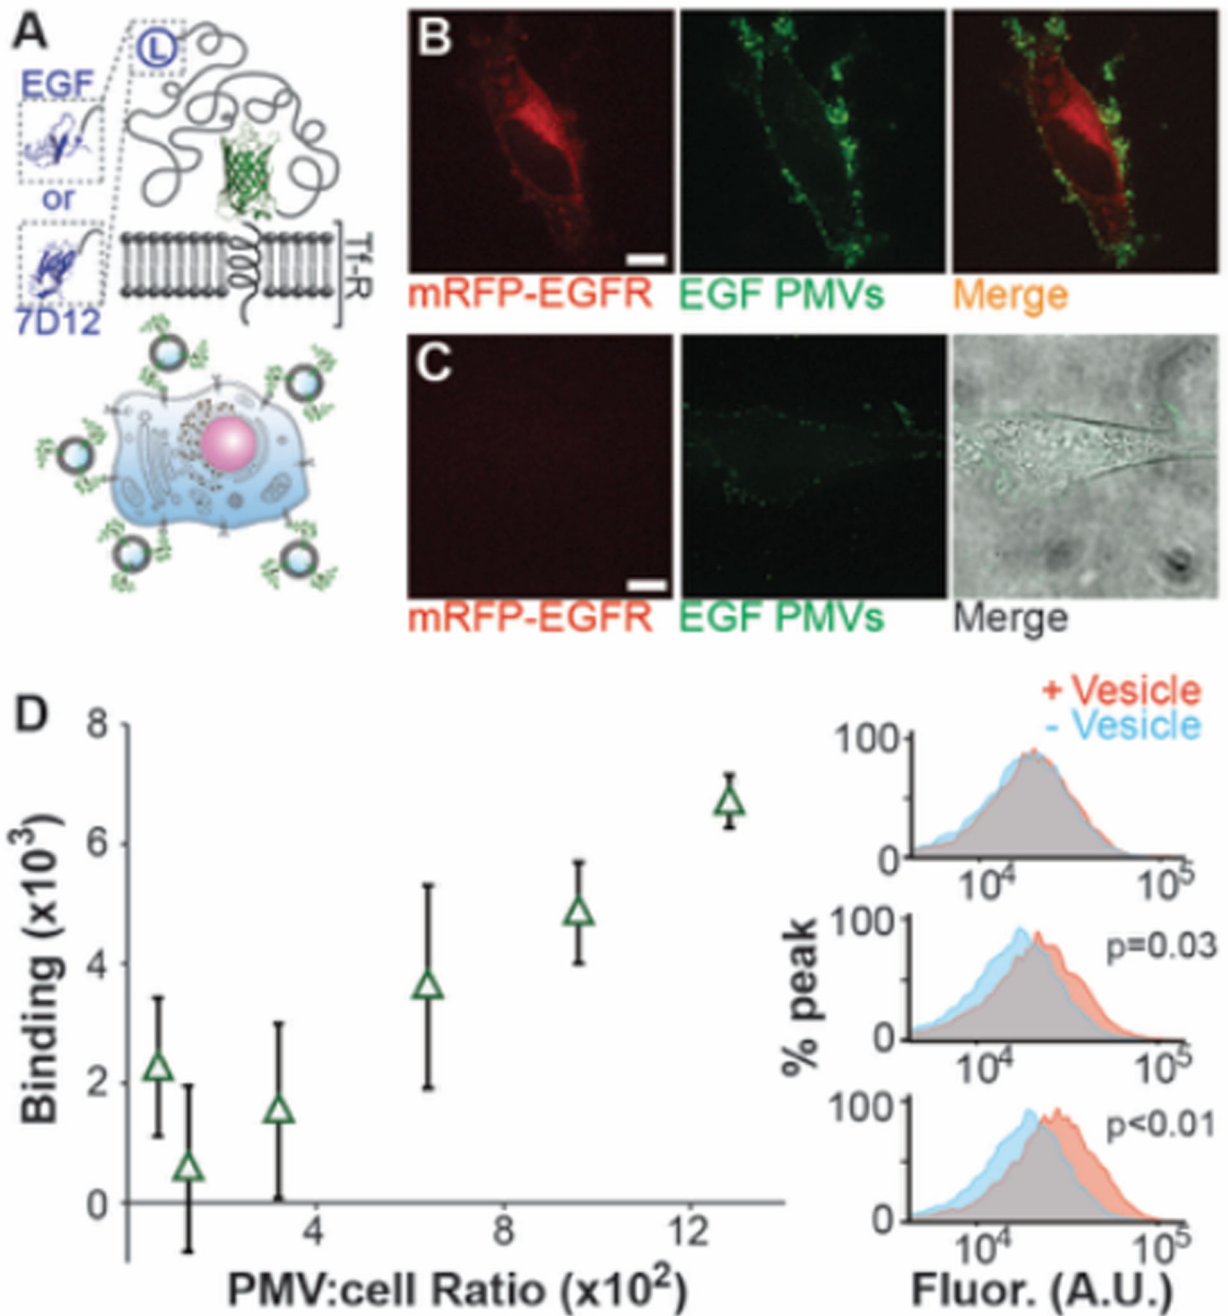 A
L
EGF
or
7D12
Tf-R
B
mRFP-EGFR EGF PMVs Merge
C
mRFP-EGFR EGF PMVs Merge
D
Binding (x10³)
8
6
4
2
0
4 8 12
PMV:cell Ratio (x10²)
+ Vesicle
- Vesicle
% peak
100
0
10⁴ 10⁵
100
p=0.03
0
10⁴ 10⁵
100
p<0.01
0
10⁴ 10⁵
Fluor. (A.U.)